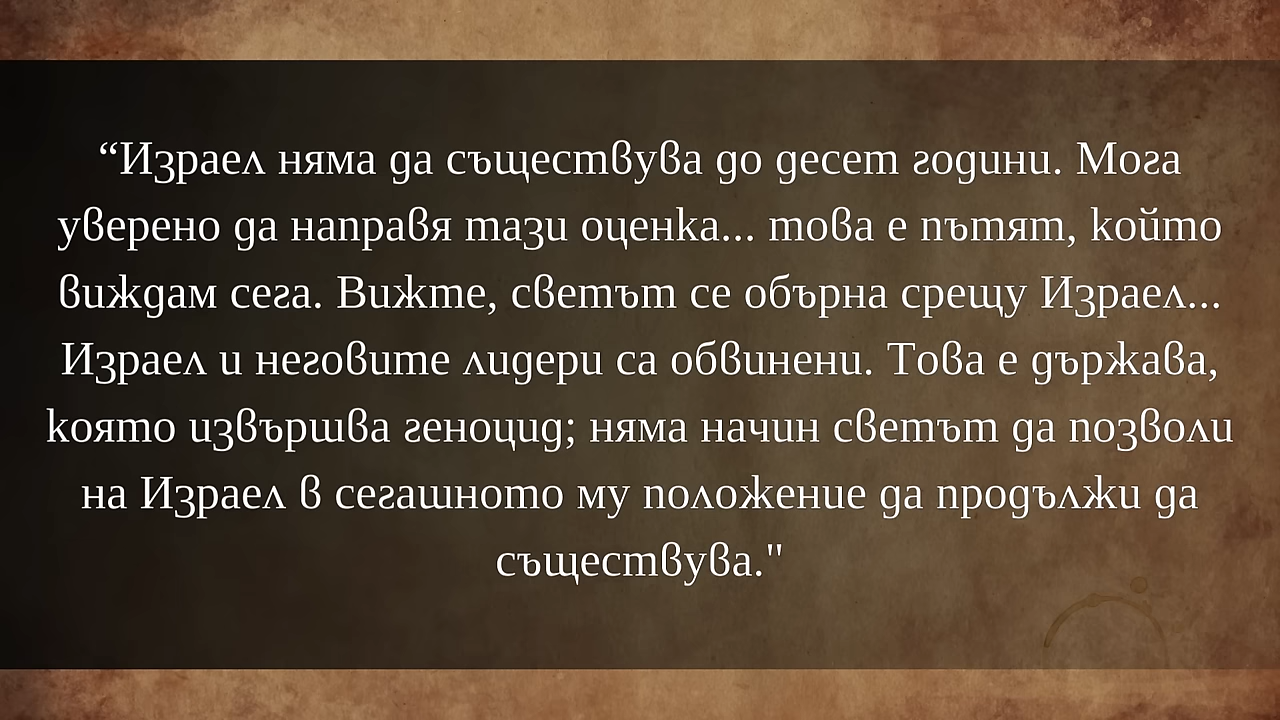 “Израел няма да съществува до десет години. Мога
уверено да направя тази оценка... това е пътят, който
виждам сега. Вижте, светът се обърна срещу Израел...
Израел и неговите лидери са обвинени. Това е държава,
която извършва геноцид; няма начин светът да позволи
на Израел в сегашното му положение да продължи да
съществува."